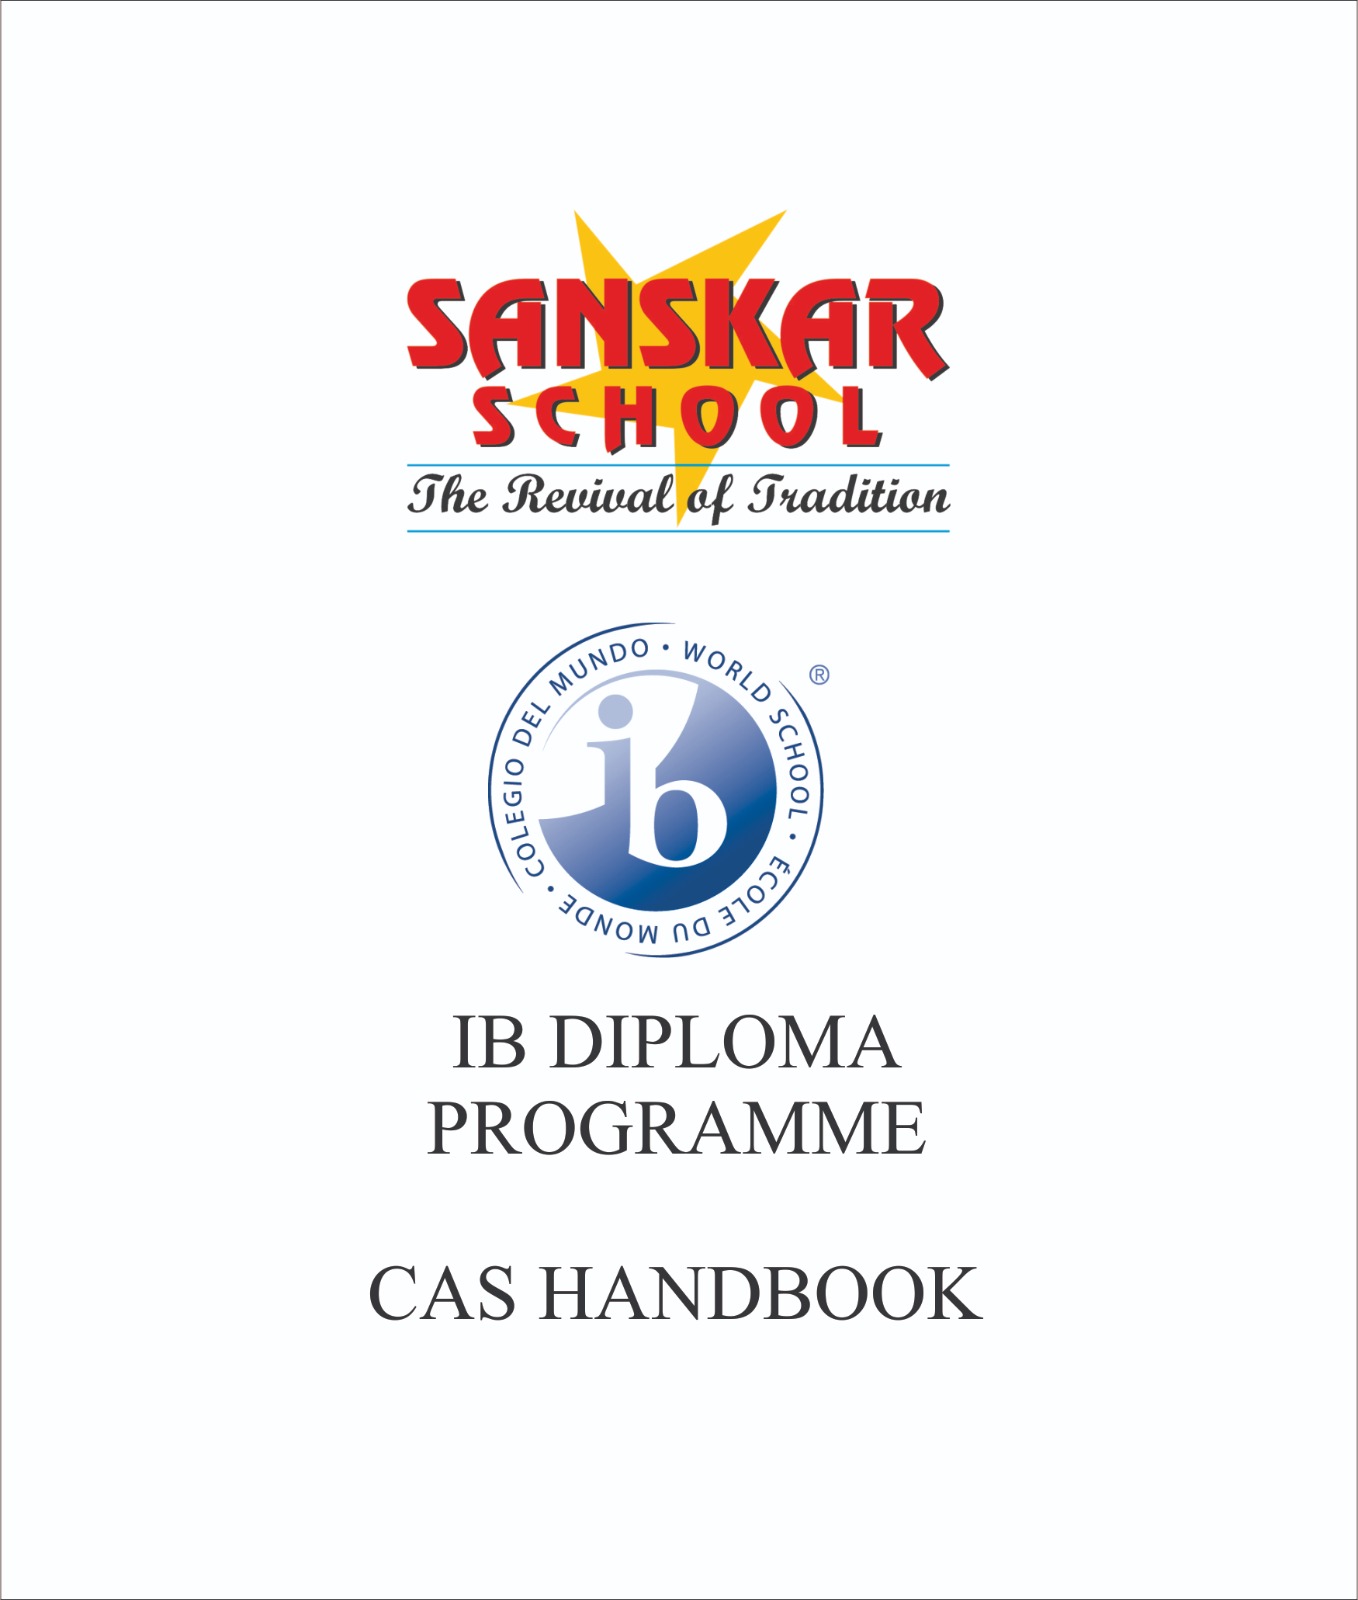 SANSKAR
SCHOOL
The Revival of Tradition
COLEGIO DEL MUNDO · WORLD SCHOOL · ÉCOLE DU MONDE ·
®
ib
IB DIPLOMA
PROGRAMME
CAS HANDBOOK